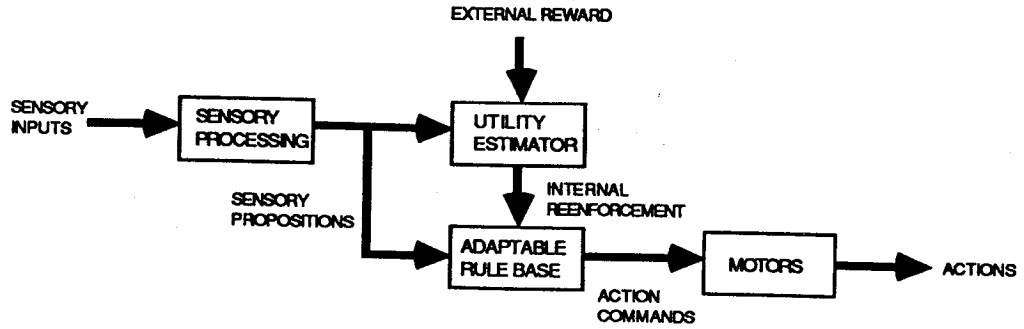 EXTERNAL REWARD
SENSORY
INPUTS
SENSORY
PROCESSING
UTILITY
ESTIMATOR
SENSORY
PROPOSITIONS
INTERNAL
REENFORCEMENT
ADAPTABLE
RULE BASE
ACTION
COMMANDS
MOTORS
ACTIONS